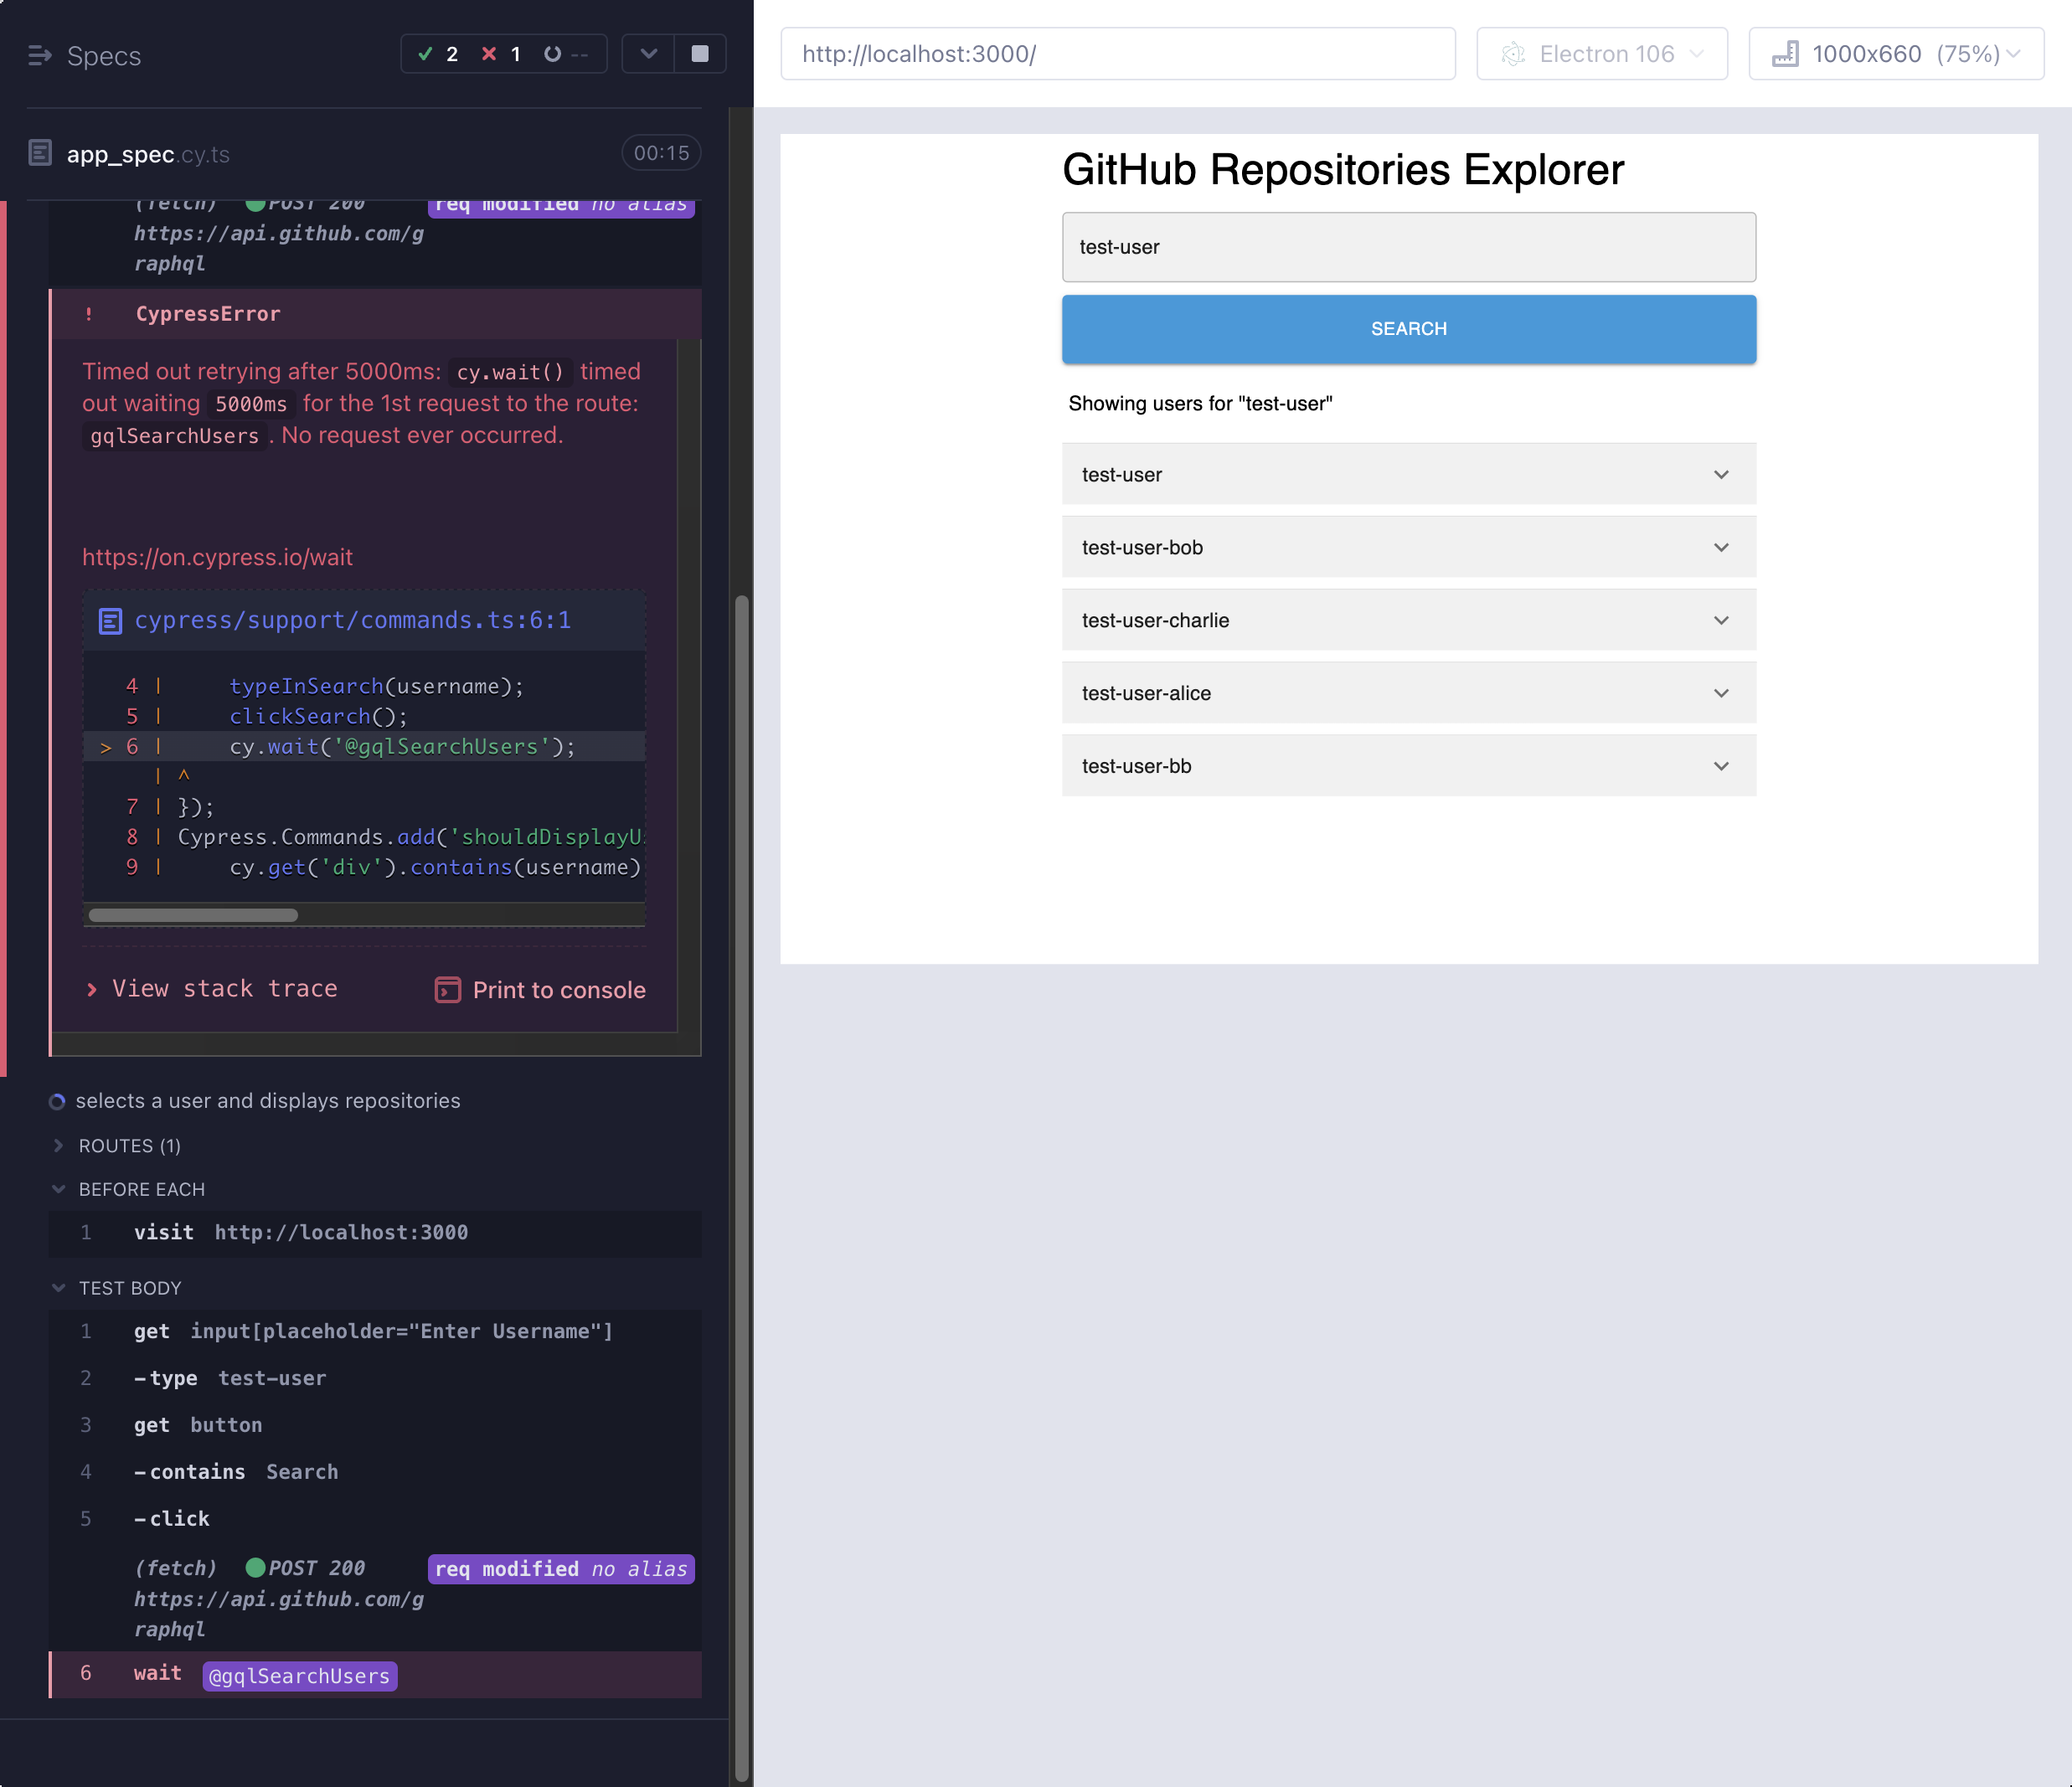 Specs
2 1 --
app_spec.cy.ts 00:15
(fetch) POST 200 req modified no alias
https://api.github.com/g
raphql
! CypressError
Timed out retrying after 5000ms: cy.wait() timed
out waiting 5000ms for the 1st request to the route:
gqlSearchUsers . No request ever occurred.
https://on.cypress.io/wait
cypress/support/commands.ts:6:1
4 | typeInSearch(username);
5 | clickSearch();
> 6 | cy.wait('@gqlSearchUsers');
| ^
7 | });
8 | Cypress.Commands.add('shouldDisplayU
9 | cy.get('div').contains(username)
View stack trace
Print to console
selects a user and displays repositories
ROUTES (1)
BEFORE EACH
1 visit http://localhost:3000
TEST BODY
1 get input[placeholder="Enter Username"]
2 -type test-user
3 get button
4 -contains Search
5 -click
(fetch) POST 200 req modified no alias
https://api.github.com/g
raphql
6 wait @gqlSearchUsers
http://localhost:3000/
Electron 106
1000x660 (75%)
GitHub Repositories Explorer
test-user
SEARCH
Showing users for "test-user"
test-user
test-user-bob
test-user-charlie
test-user-alice
test-user-bb